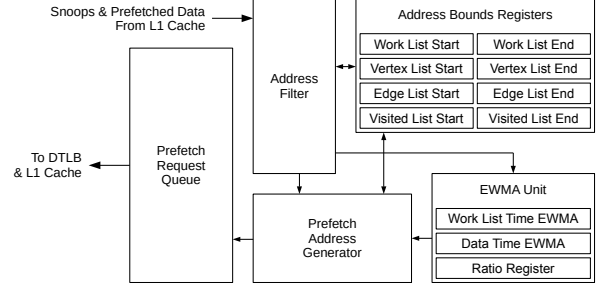 Snoops & Prefetched Data
From L1 Cache
Address
Filter
Address Bounds Registers
Work List Start
Work List End
Vertex List Start
Vertex List End
Edge List Start
Edge List End
Visited List Start
Visited List End
To DTLB
& L1 Cache
Prefetch
Request
Queue
Prefetch
Address
Generator
EWMA Unit
Work List Time EWMA
Data Time EWMA
Ratio Register